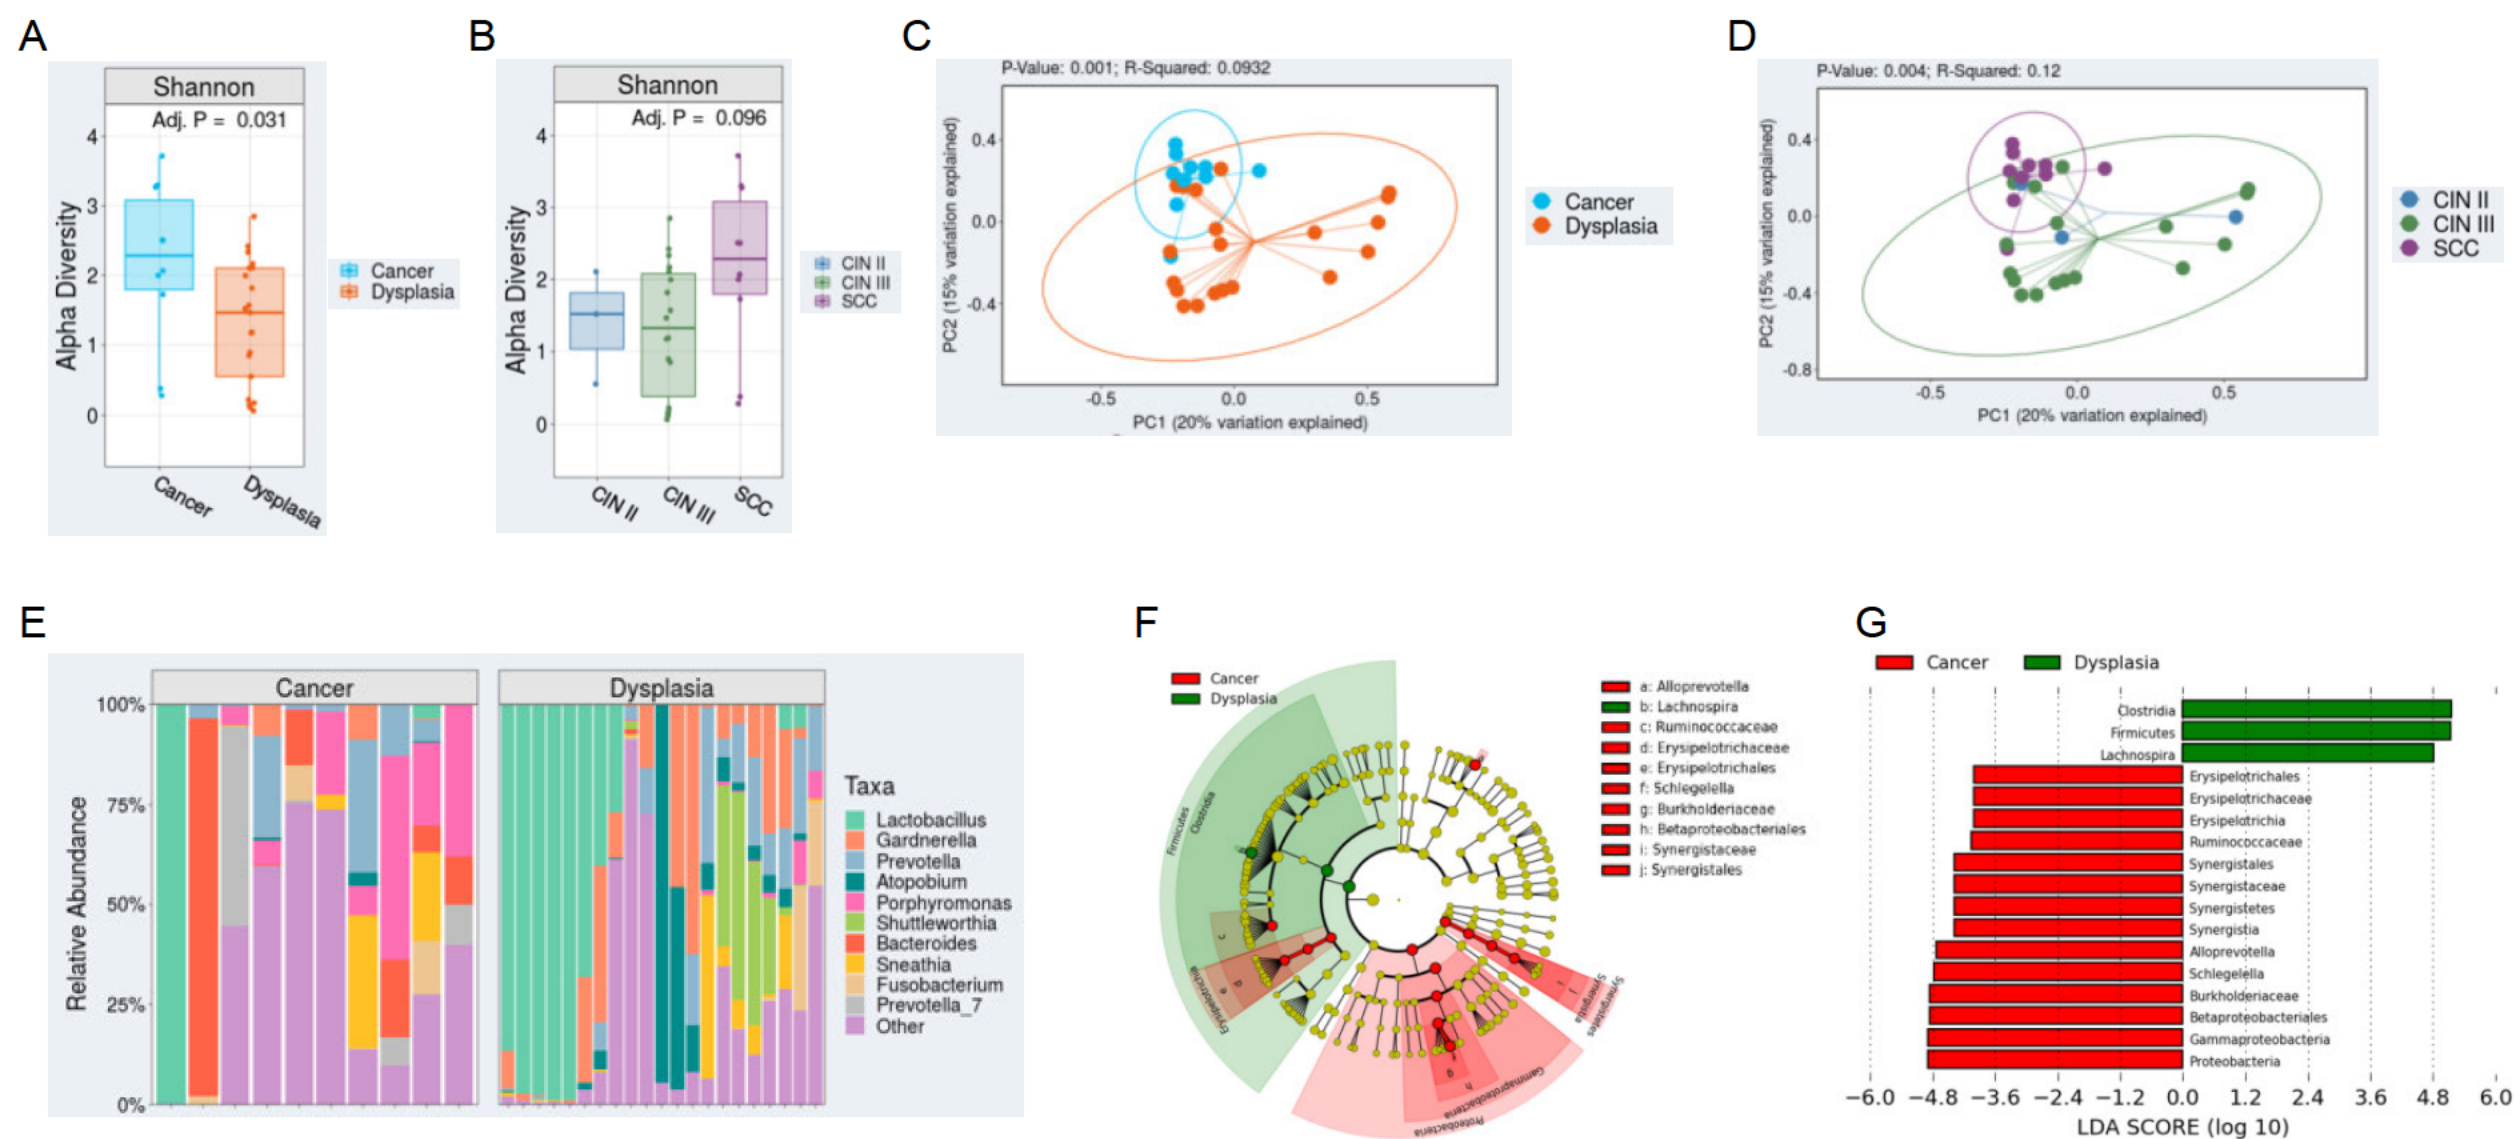 A
Shannon
Adj. P = 0.031
4
3
2
1
0
Alpha Diversity
Cancer
Dysplasia
Cancer
Dysplasia
B
Shannon
Adj. P = 0.096
4
3
2
1
0
Alpha Diversity
CIN II
CIN III
SCC
CIN II
CIN III
SCC
C
P-Value: 0.001; R-Squared: 0.0932
0.4
0.0
-0.4
PC2 (15% variation explained)
-0.5 0.0 0.5
PC1 (20% variation explained)
Cancer
Dysplasia
D
P-Value: 0.004; R-Squared: 0.12
0.4
0.0
-0.4
-0.8
PC2 (15% variation explained)
-0.5 0.0 0.5
PC1 (20% variation explained)
CIN II
CIN III
SCC
E
Cancer
Dysplasia
100%
75%
50%
25%
0%
Relative Abundance
Taxa
Lactobacillus
Gardnerella
Prevotella
Atopobium
Porphyromonas
Shuttleworthia
Bacteroides
Sneathia
Fusobacterium
Prevotella_7
Other
F
Cancer
Dysplasia
Firmicutes
Clostridia
c
Erysipelotrichia
e
d
g
h
Gammaproteobacteria
Proteobacteria
Synergistia
Synergistetes
i
j
a: Alloprevotella
b: Lachnospira
c: Ruminococcaceae
d: Erysipelotrichaceae
e: Erysipelotrichales
f: Schlegelella
g: Burkholderiaceae
h: Betaproteobacteriales
i: Synergistaceae
j: Synergistales
G
Cancer
Dysplasia
Clostridia
Firmicutes
Lachnospira
Erysipelotrichales
Erysipelotrichaceae
Erysipelotrichia
Ruminococcaceae
Synergistales
Synergistaceae
Synergistetes
Synergistia
Alloprevotella
Schlegelella
Burkholderiaceae
Betaproteobacteriales
Gammaproteobacteria
Proteobacteria
−6.0 −4.8 −3.6 −2.4 −1.2 0.0 1.2 2.4 3.6 4.8 6.0
LDA SCORE (log 10)